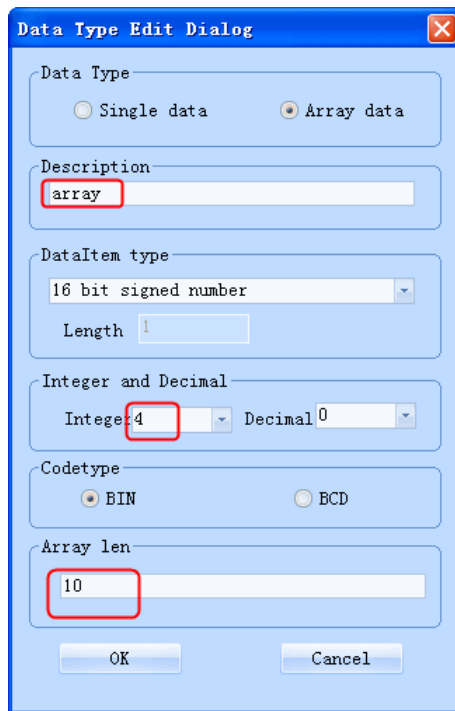 Data Type Edit Dialog
Data Type
Single data Array data
Description
array
DataItem type
16 bit signed number
Length 1
Integer and Decimal
Integer 4 Decimal 0
Codetype
BIN BCD
Array len
10
OK Cancel